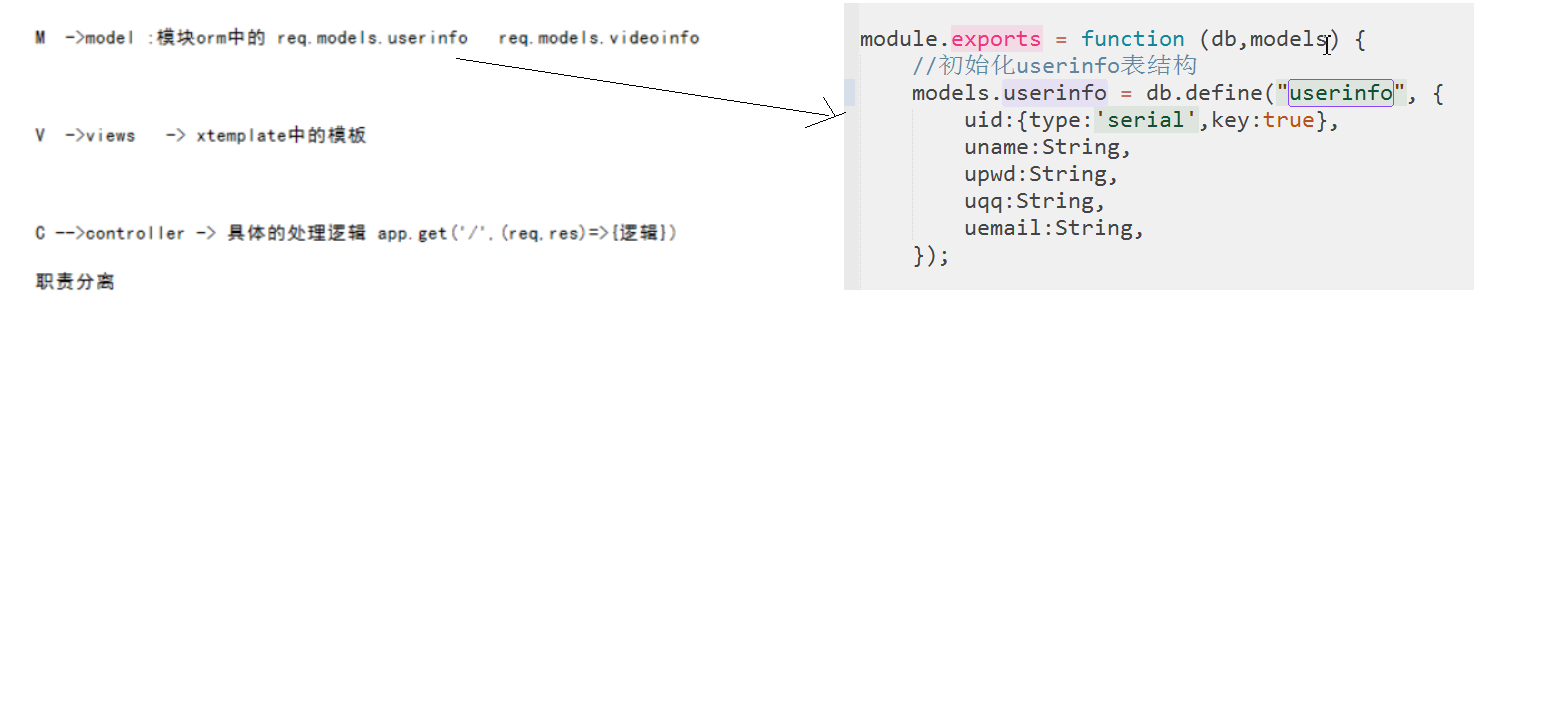 M ->model :模块orm中的 req.models.userinfo req.models.videoinfo
V ->views -> xtemplate中的模板
C -->controller -> 具体的处理逻辑 app.get('/',(req,res)=>{逻辑})
职责分离
module.exports = function (db,models) {
//初始化userinfo表结构
models.userinfo = db.define("userinfo", {
uid:{type:'serial',key:true},
uname:String,
upwd:String,
uqq:String,
uemail:String,
});